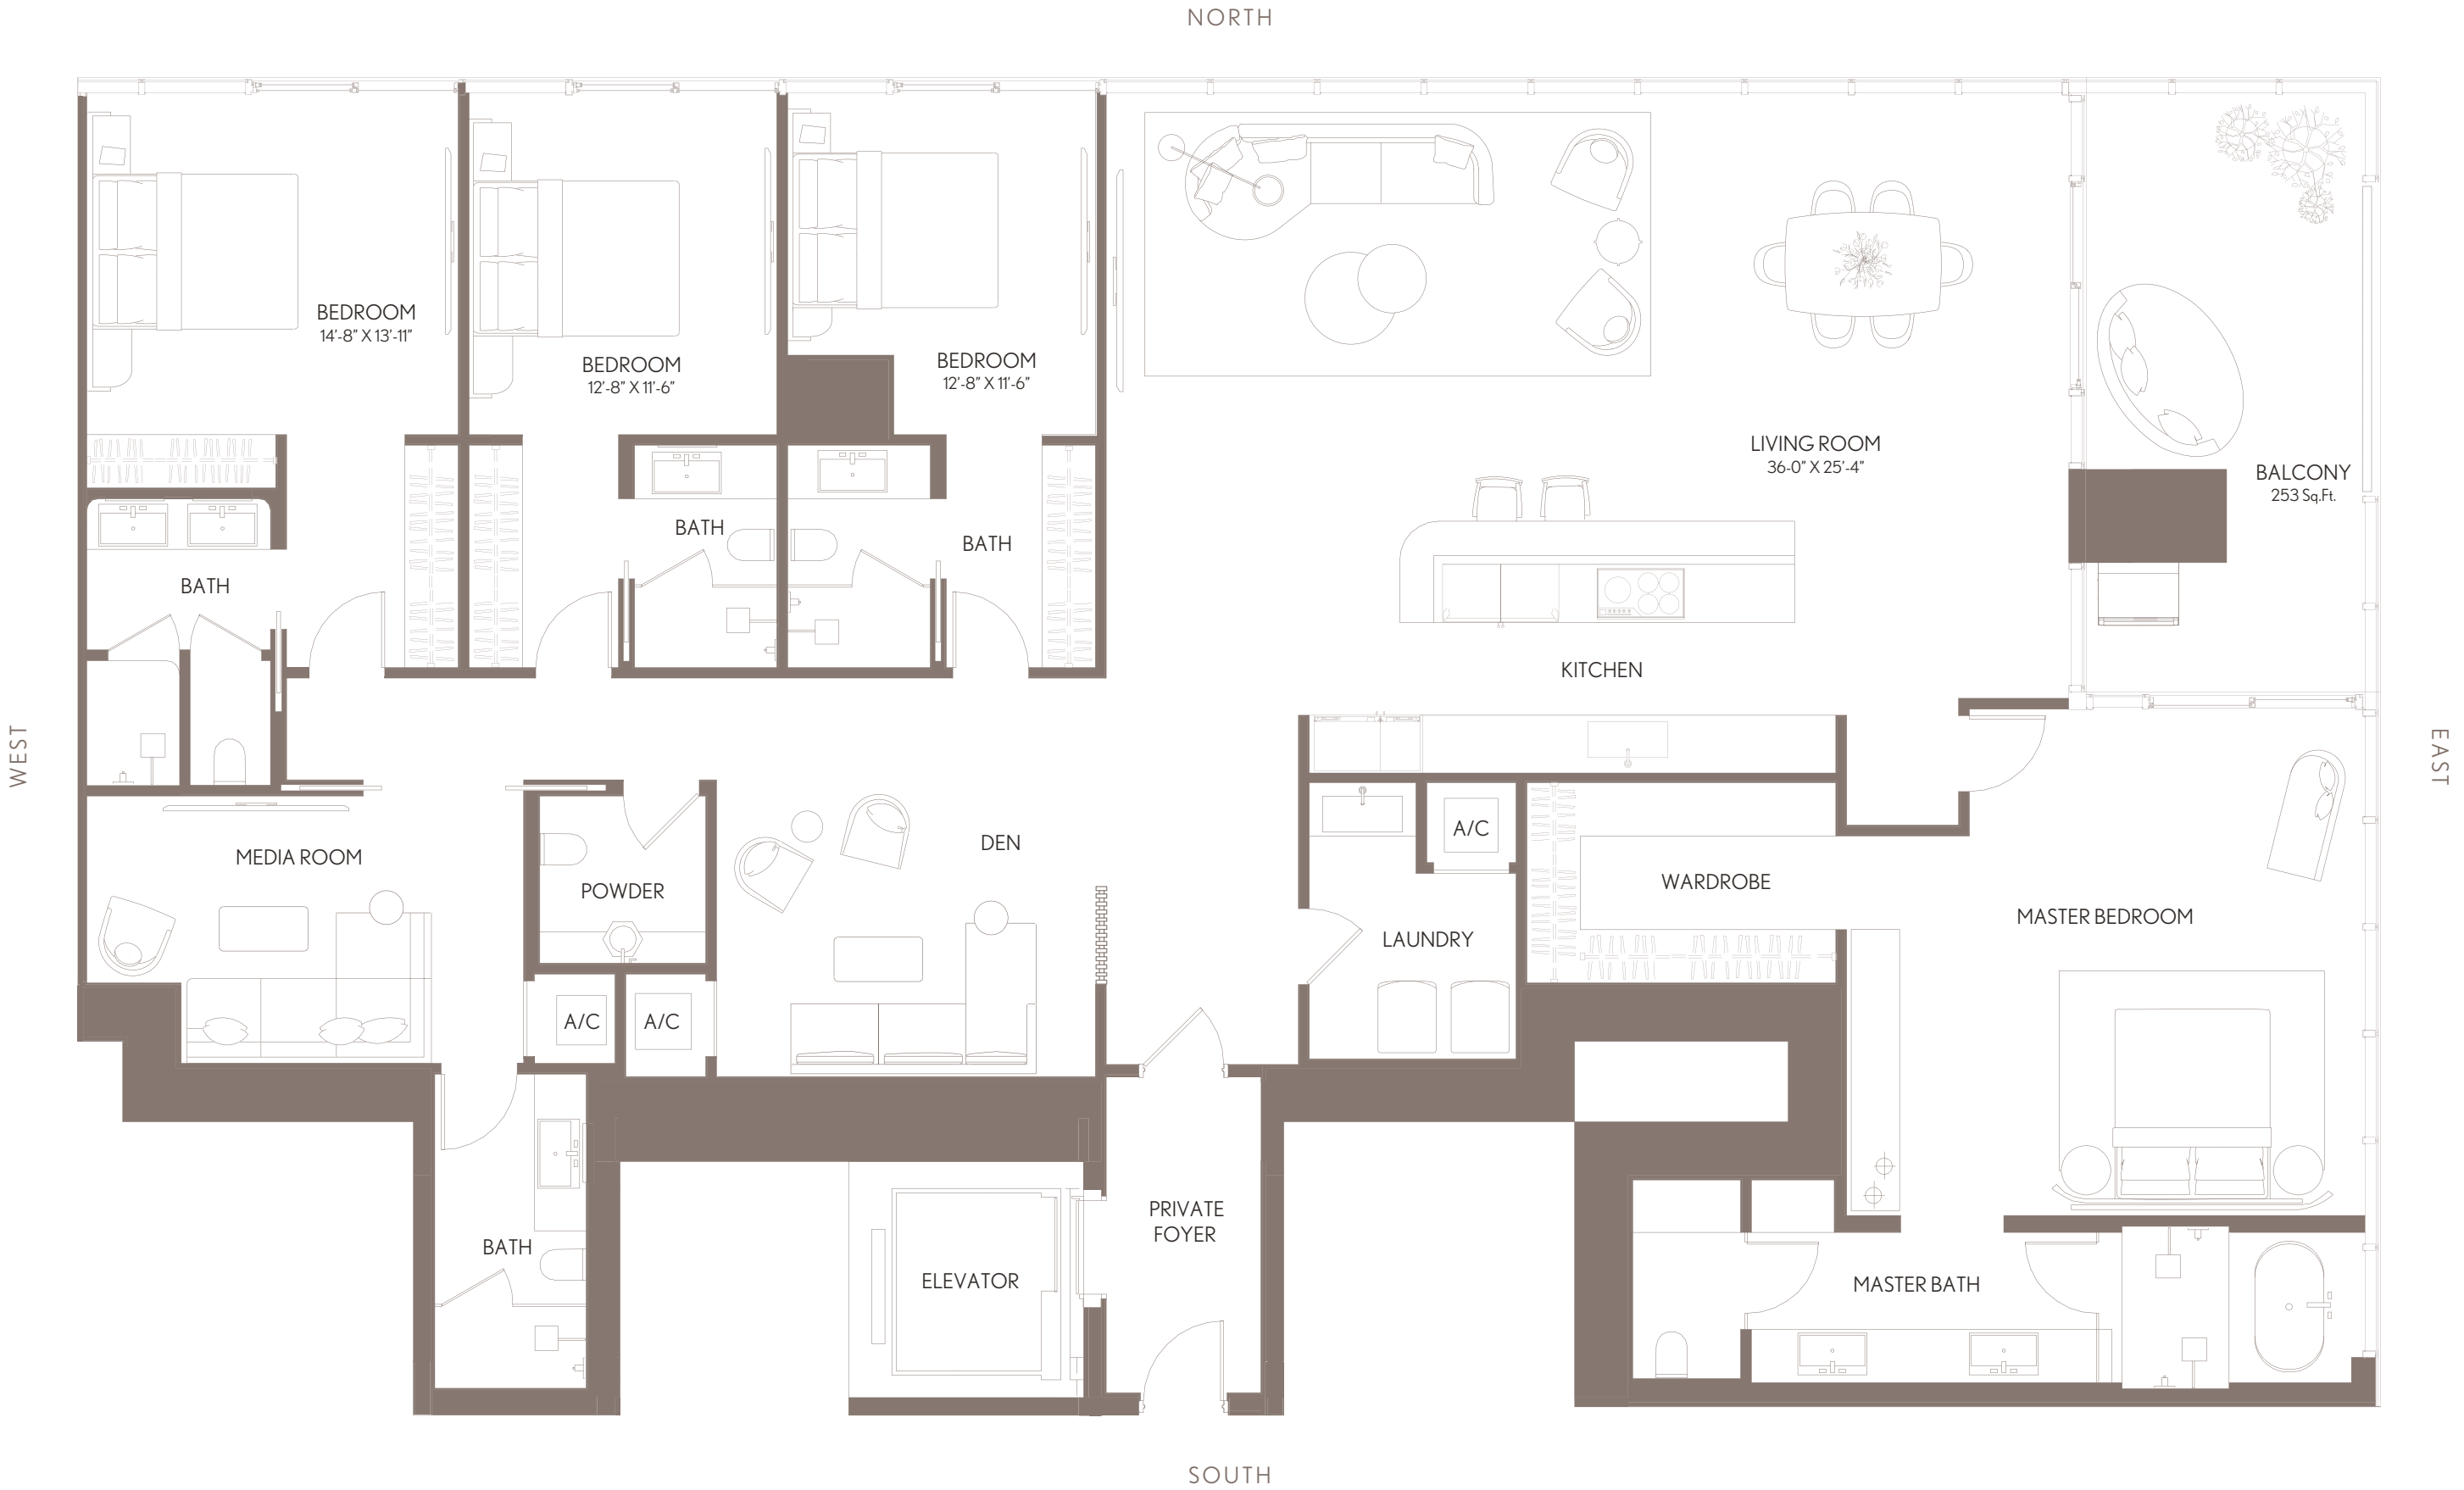 NORTH
BEDROOM
14'-8" X 13'-11"
BEDROOM
12'-8" X 11'-6"
BEDROOM
12'-8" X 11'-6"
LIVING ROOM
36-0" X 25'-4"
BALCONY
253 Sq.Ft.
BATH
BATH
BATH
KITCHEN
WEST
EAST
MEDIA ROOM
POWDER
DEN
A/C
WARDROBE
LAUNDRY
MASTER BEDROOM
A/C
A/C
PRIVATE
FOYER
BATH
ELEVATOR
MASTER BATH
SOUTH